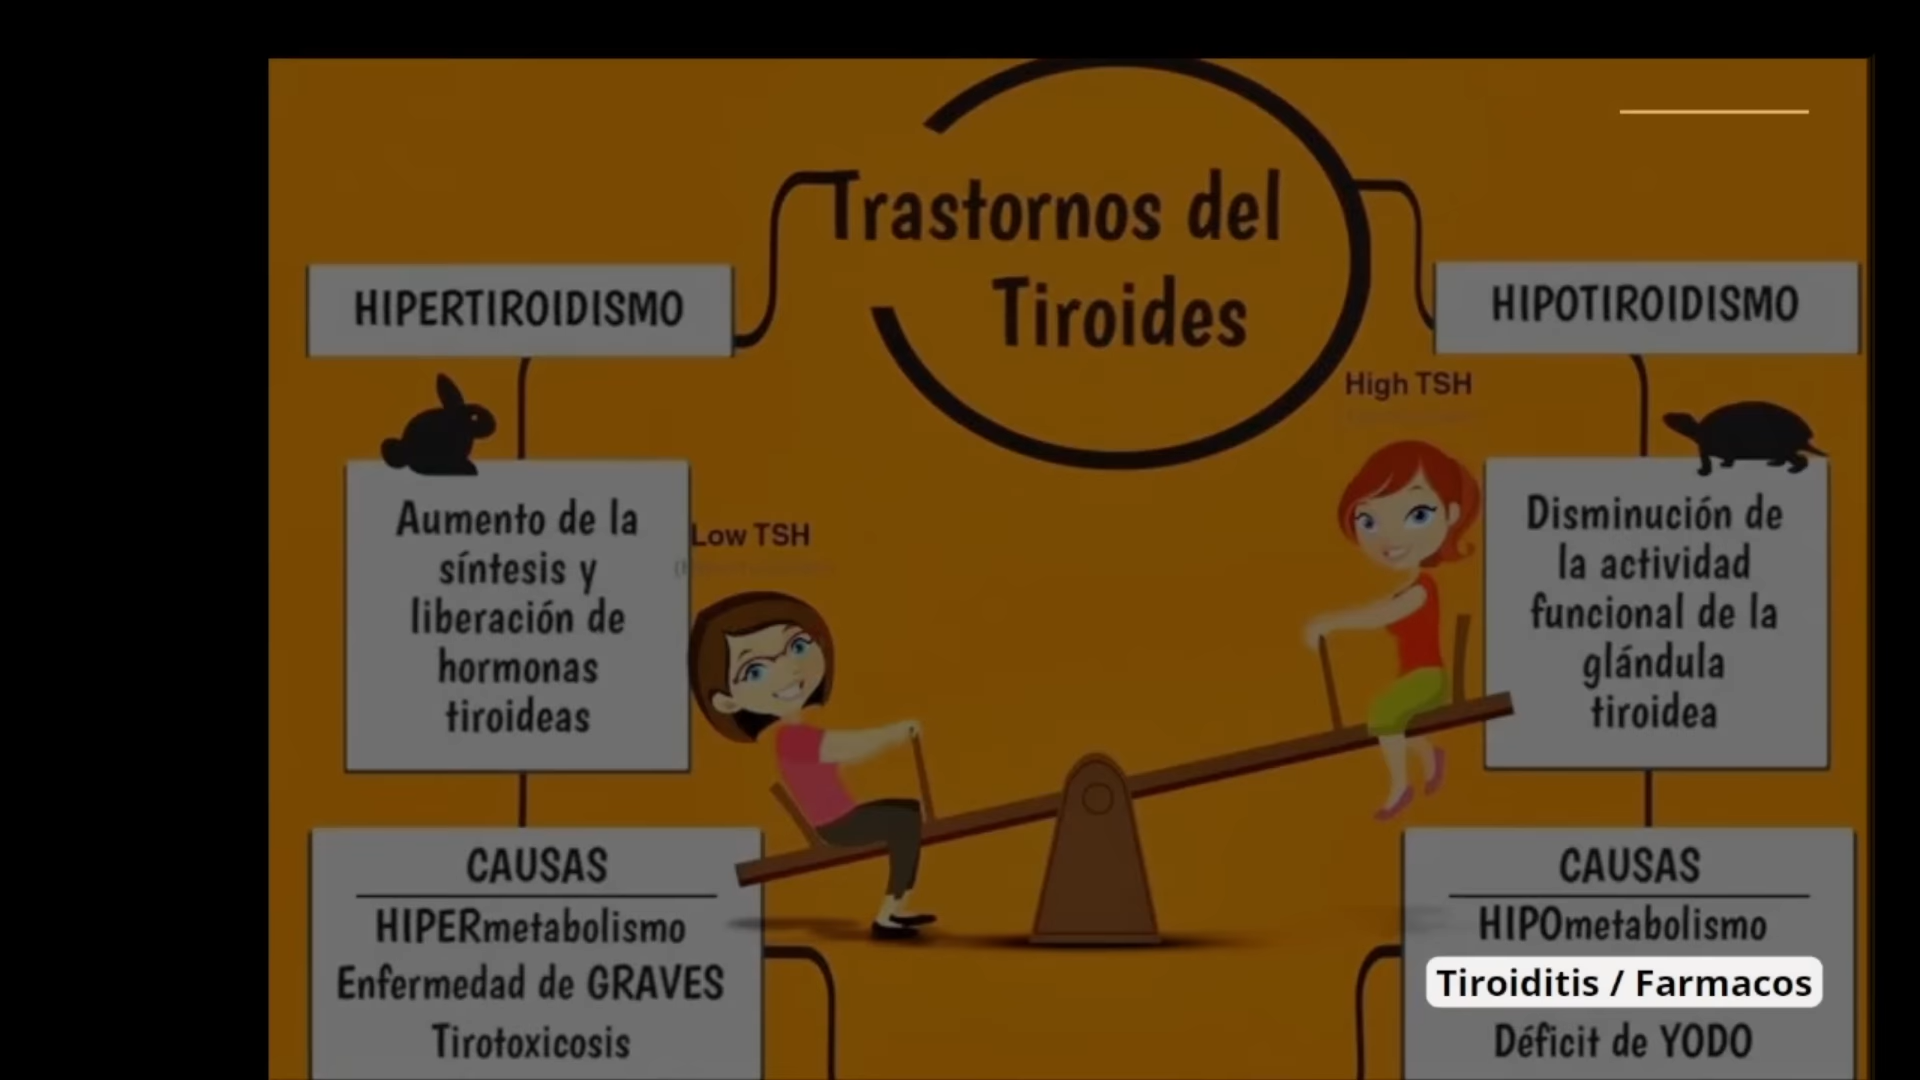 Trastornos del
Tiroides
HIPERTIROIDISMO
Aumento de la
síntesis y
liberación de
hormonas
tiroideas
Low TSH
CAUSAS
HIPERmetabolismo
Enfermedad de GRAVES
Tirotoxicosis
HIPOTIROIDISMO
High TSH
Disminución de
la actividad
funcional de la
glándula
tiroidea
CAUSAS
HIPOmetabolismo
Tiroiditis / Farmacos
Déficit de YODO